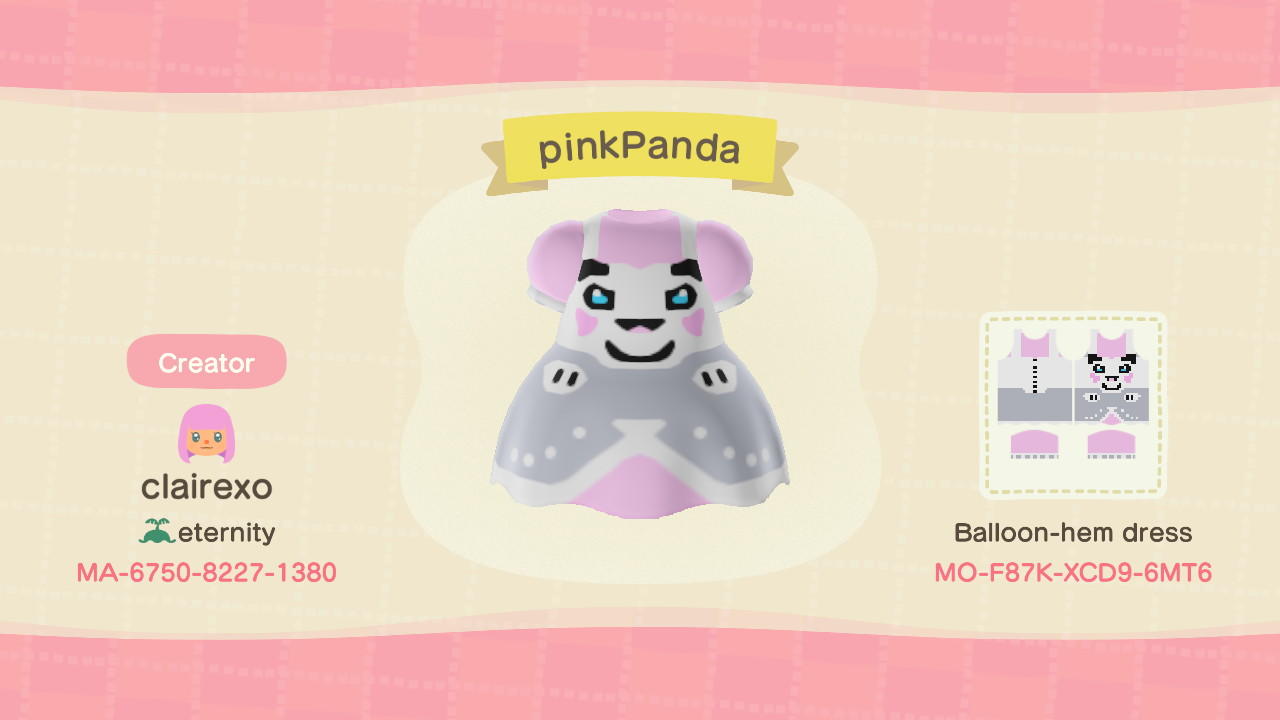 pinkPanda
Creator
clairexo
eternity
MA-6750-8227-1380
Balloon-hem dress
MO-F87K-XCD9-6MT6